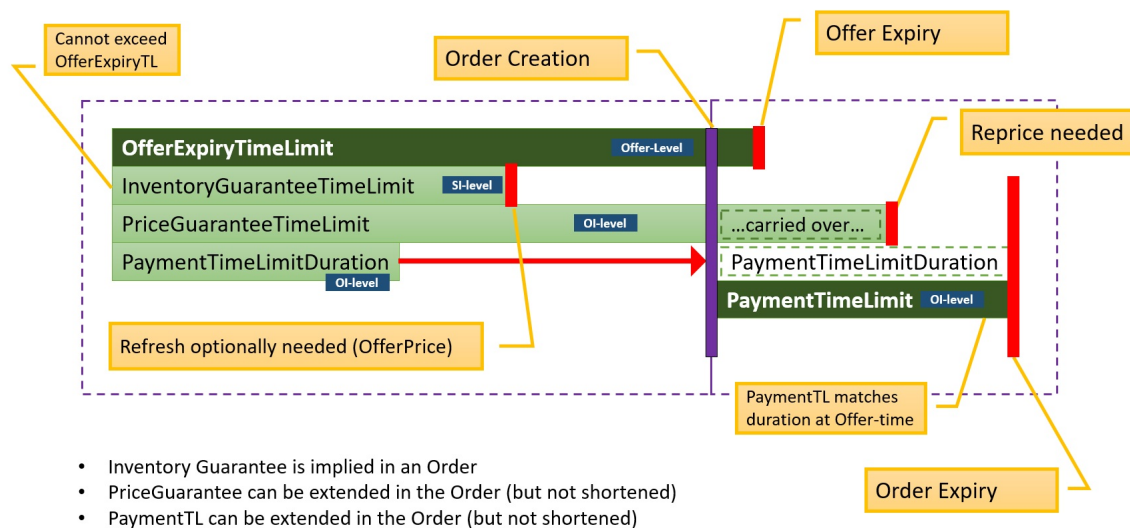 Cannot exceed
OfferExpiryTL
Order Creation
Offer Expiry
Reprice needed
OfferExpiryTimeLimit
Offer-Level
InventoryGuaranteeTimeLimit
SI-level
PriceGuaranteeTimeLimit
OI-level
...carried over...
PaymentTimeLimitDuration
OI-level
PaymentTimeLimitDuration
PaymentTimeLimit
OI-level
Refresh optionally needed (OfferPrice)
PaymentTL matches
duration at Offer-time
Order Expiry
• Inventory Guarantee is implied in an Order
• PriceGuarantee can be extended in the Order (but not shortened)
• PaymentTL can be extended in the Order (but not shortened)